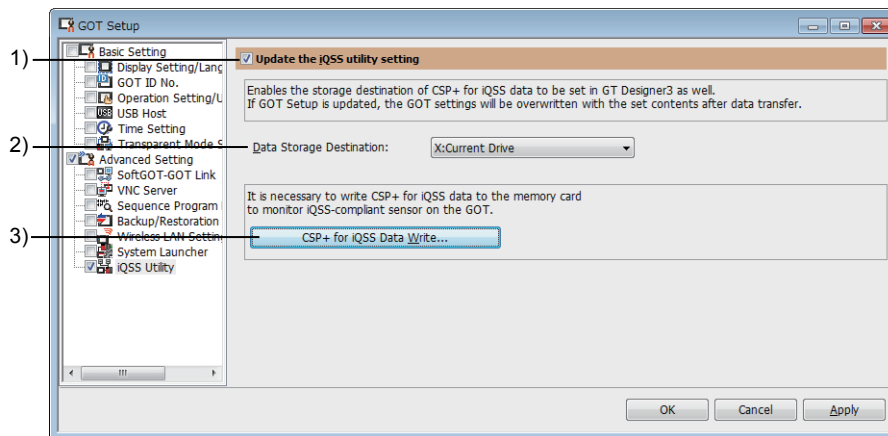 GOT Setup
Basic Setting
Display Setting/Lang
GOT ID No.
Operation Setting/U
USB Host
Time Setting
Transparent Mode S
Advanced Setting
SoftGOT-GOT Link
VNC Server
Sequence Program
Backup/Restoration
Wireless LAN Setting
System Launcher
iQSS Utility
1)
Update the iQSS utility setting
Enables the storage destination of CSP+ for iQSS data to be set in GT Designer3 as well.
If GOT Setup is updated, the GOT settings will be overwritten with the set contents after data transfer.
2)
Data Storage Destination: X:Current Drive
It is necessary to write CSP+ for iQSS data to the memory card
to monitor iQSS-compliant sensor on the GOT.
3)
CSP+ for iQSS Data Write...
OK Cancel Apply